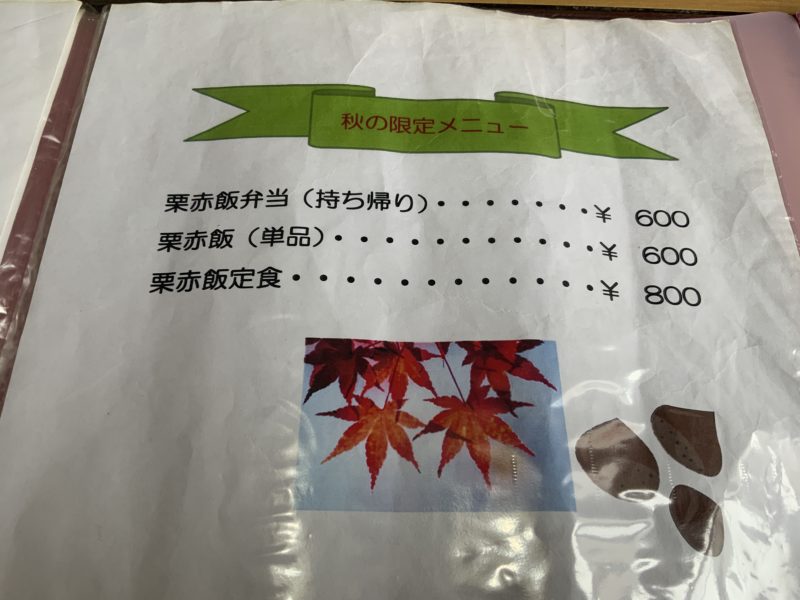 秋の限定メニュー
栗赤飯弁当（持ち帰り）・・・・・・・¥ 600
栗赤飯（単品）・・・・・・・・・・・¥ 600
栗赤飯定食・・・・・・・・・・・・¥ 800